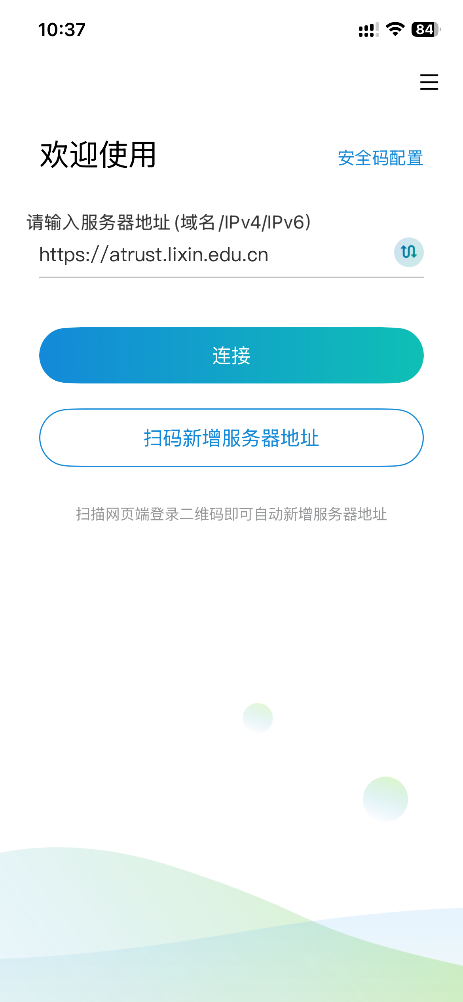 10:37
84
欢迎使用
安全码配置
请输入服务器地址(域名/IPv4/IPv6)
https://atrust.lixin.edu.cn
连接
扫码新增服务器地址
扫描网页端登录二维码即可自动新增服务器地址